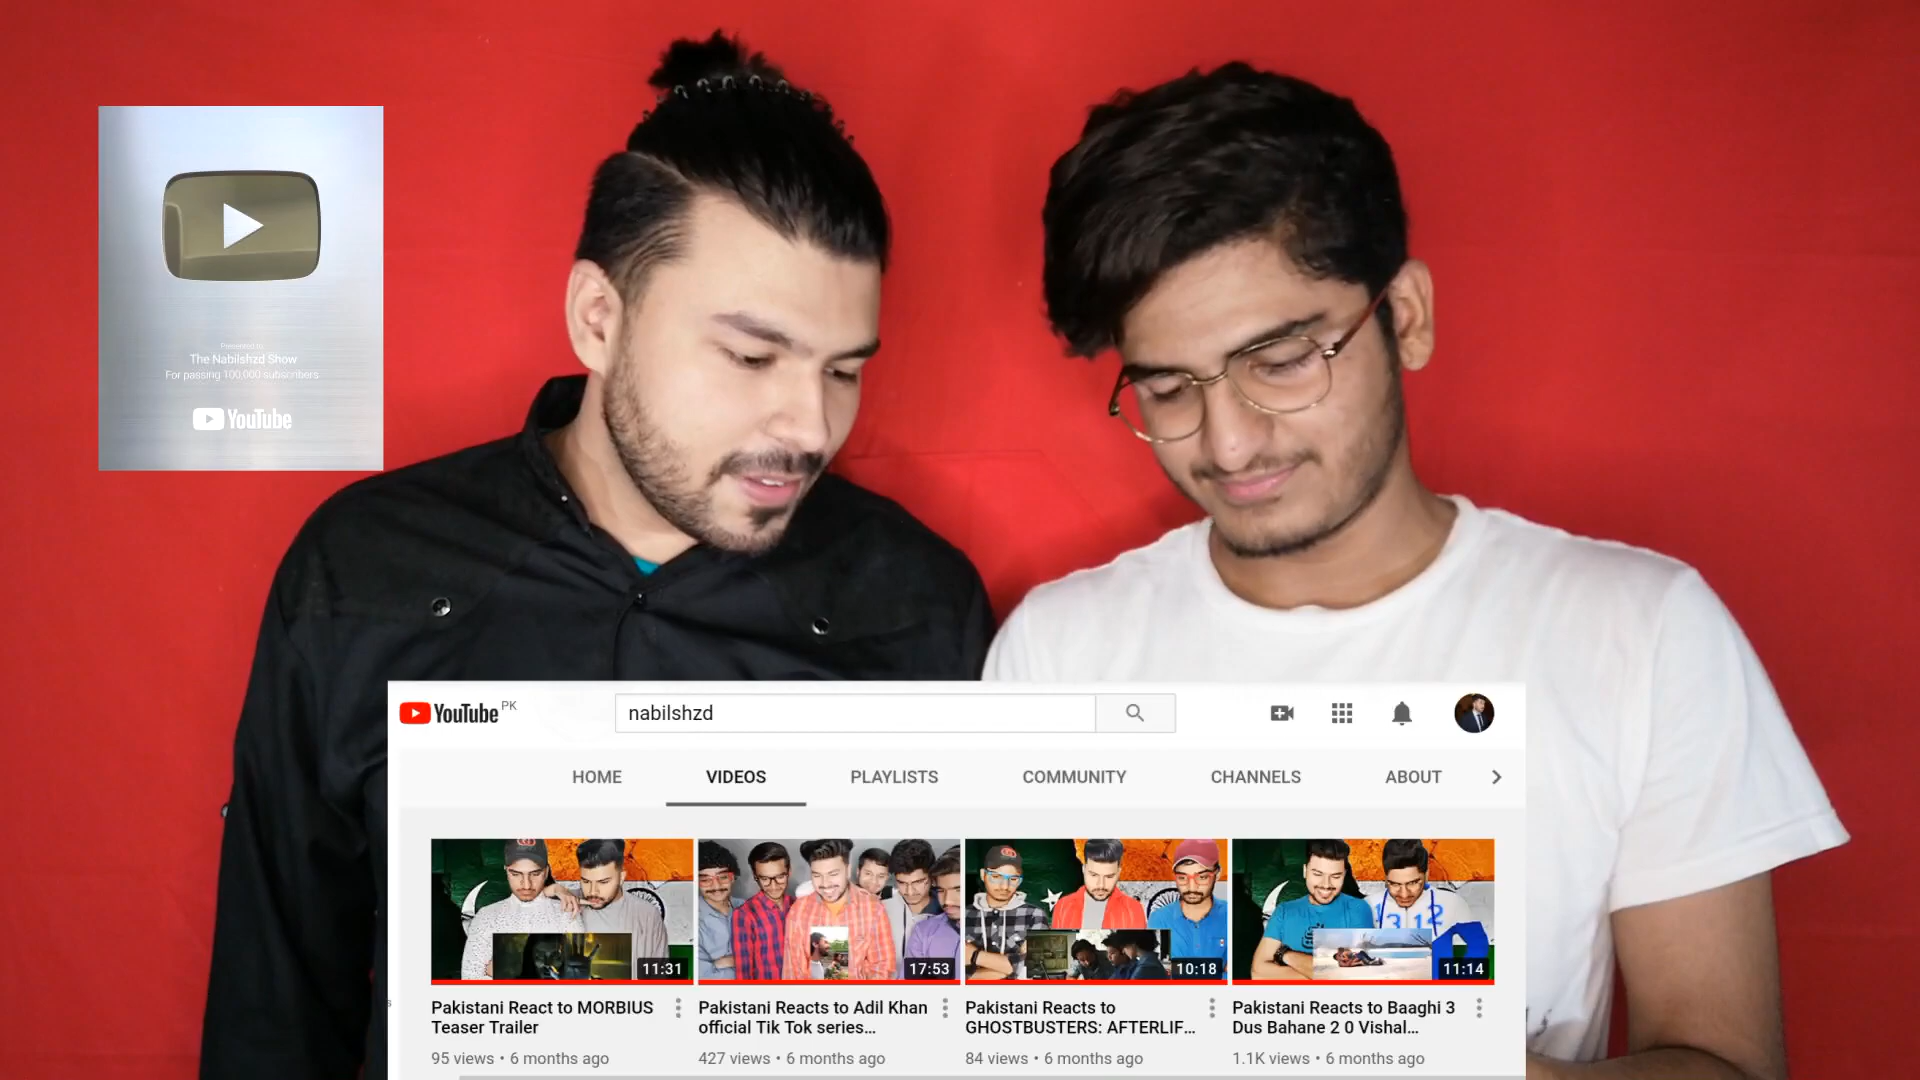 Presented to
The Nabilshzd Show
For passing 100,000 subscribers
YouTube
YouTube PK
nabilshzd
HOME VIDEOS PLAYLISTS COMMUNITY CHANNELS ABOUT
11:31 17:53 10:18 11:14
Pakistani React to MORBIUS
Teaser Trailer
95 views • 6 months ago
Pakistani Reacts to Adil Khan
official Tik Tok series...
427 views • 6 months ago
Pakistani Reacts to
GHOSTBUSTERS: AFTERLIF...
84 views • 6 months ago
Pakistani Reacts to Baaghi 3
Dus Bahane 2 0 Vishal...
1.1K views • 6 months ago